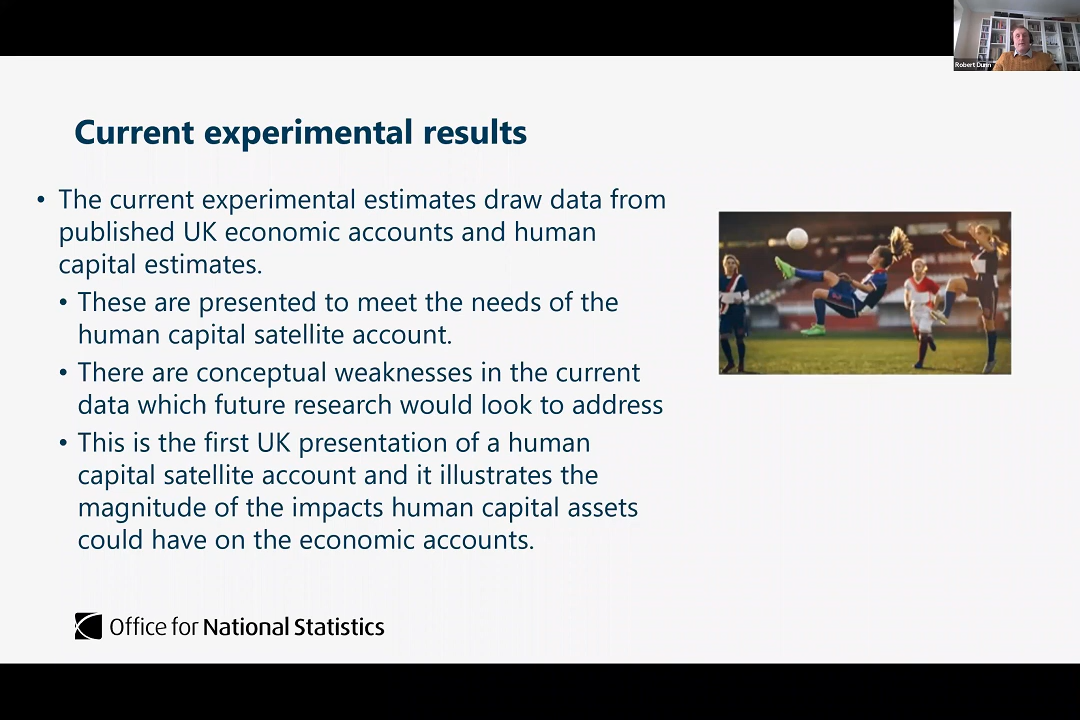 Robert Dunn
Current experimental results
• The current experimental estimates draw data from
published UK economic accounts and human
capital estimates.
• These are presented to meet the needs of the
human capital satellite account.
• There are conceptual weaknesses in the current
data which future research would look to address
• This is the first UK presentation of a human
capital satellite account and it illustrates the
magnitude of the impacts human capital assets
could have on the economic accounts.
Office for National Statistics